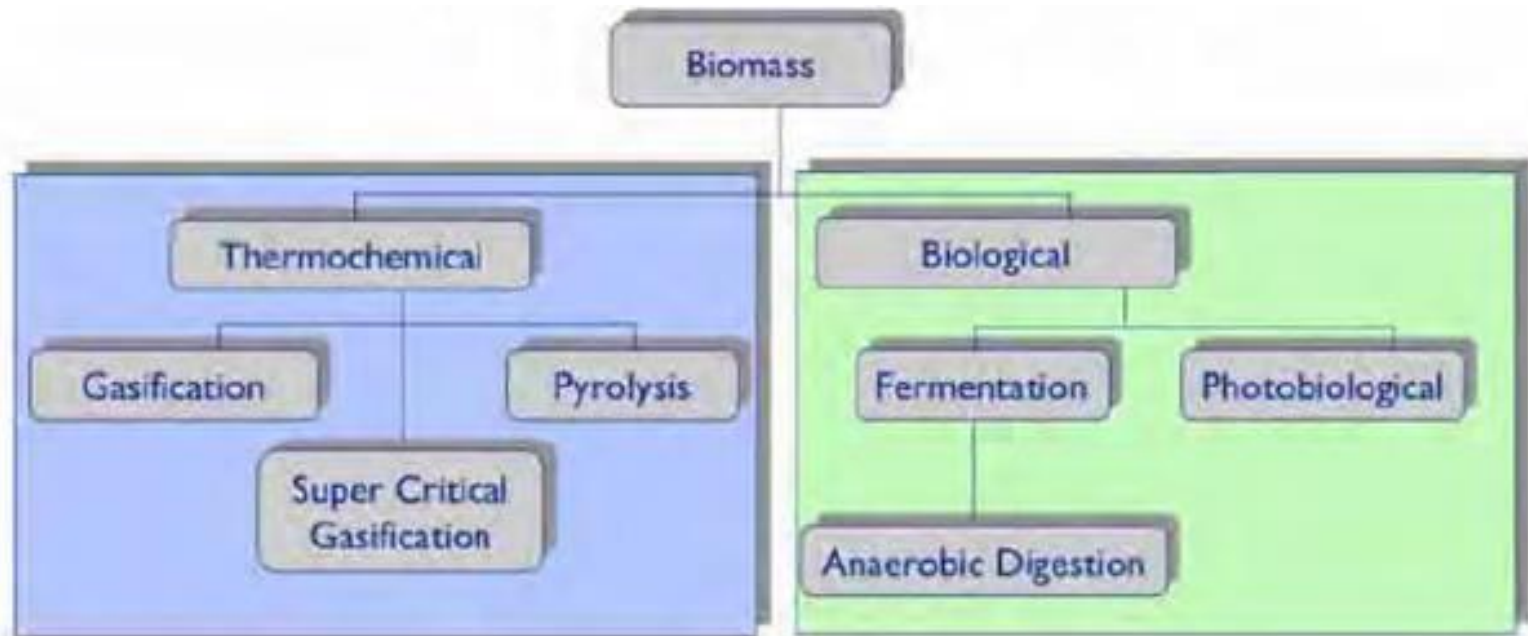 Biomass
Thermochemical
Biological
Gasification
Pyrolysis
Fermentation
Photobiological
Super Critical
Gasification
Anaerobic Digestion